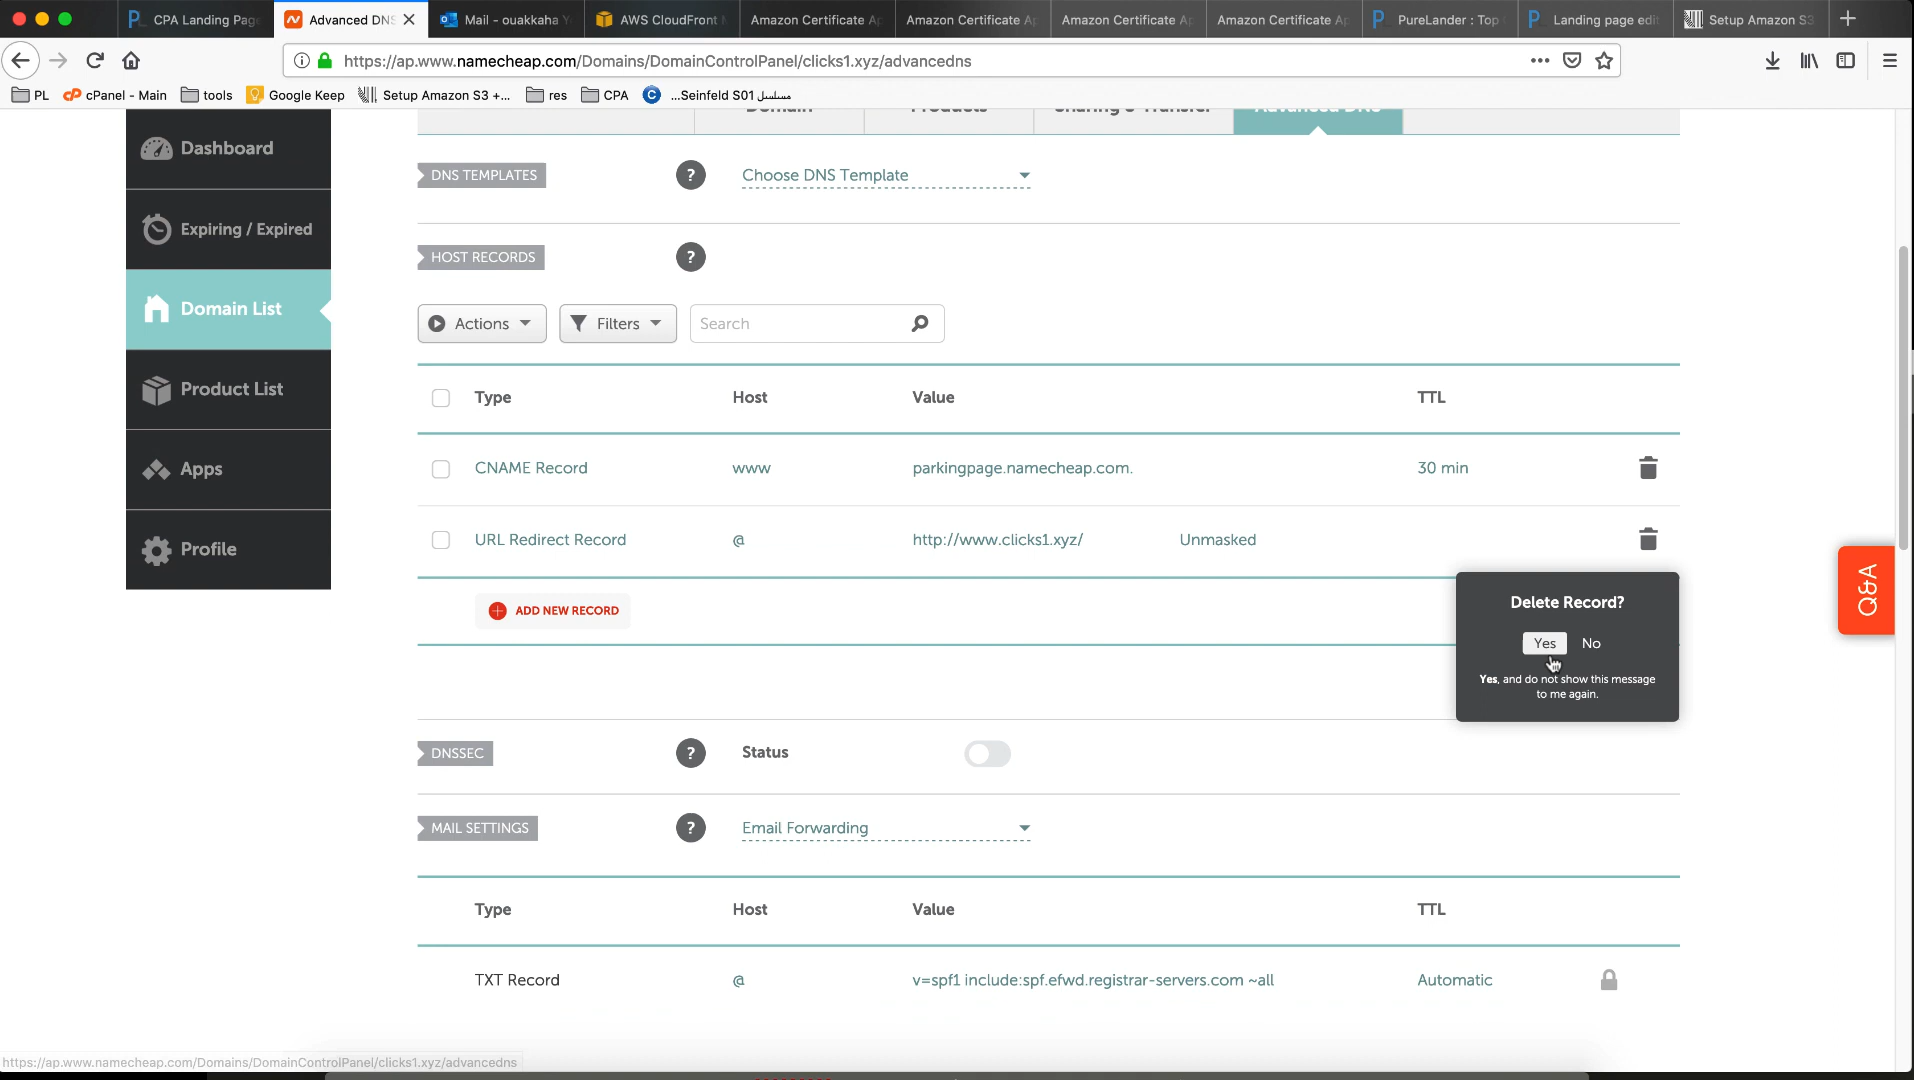 CPA Landing Page
Advanced DNS
Mail - ouakkaha Y
AWS CloudFront
Amazon Certificate
Amazon Certificate
Amazon Certificate
Amazon Certificate
PureLander : Top
Landing page edi
Setup Amazon S3
https://ap.www.namecheap.com/Domains/DomainControlPanel/clicks1.xyz/advancedns
PL
cPanel - Main
tools
Google Keep
Setup Amazon S3 +...
res
CPA
...Seinfeld S01 مسلسل
Domain
Products
Sharing & Transfer
Advanced DNS
Dashboard
Expiring / Expired
Domain List
Product List
Apps
Profile
DNS TEMPLATES
?
Choose DNS Template
HOST RECORDS
?
Actions
Filters
Search
Type
Host
Value
TTL
CNAME Record
www
parkingpage.namecheap.com.
30 min
URL Redirect Record
@
http://www.clicks1.xyz/
Unmasked
ADD NEW RECORD
Delete Record?
Yes
No
Yes, and do not show this message
to me again.
Q&A
DNSSEC
?
Status
MAIL SETTINGS
?
Email Forwarding
Type
Host
Value
TTL
TXT Record
@
v=spf1 include:spf.efwd.registrar-servers.com ~all
Automatic
https://ap.www.namecheap.com/Domains/DomainControlPanel/clicks1.xyz/advancedns